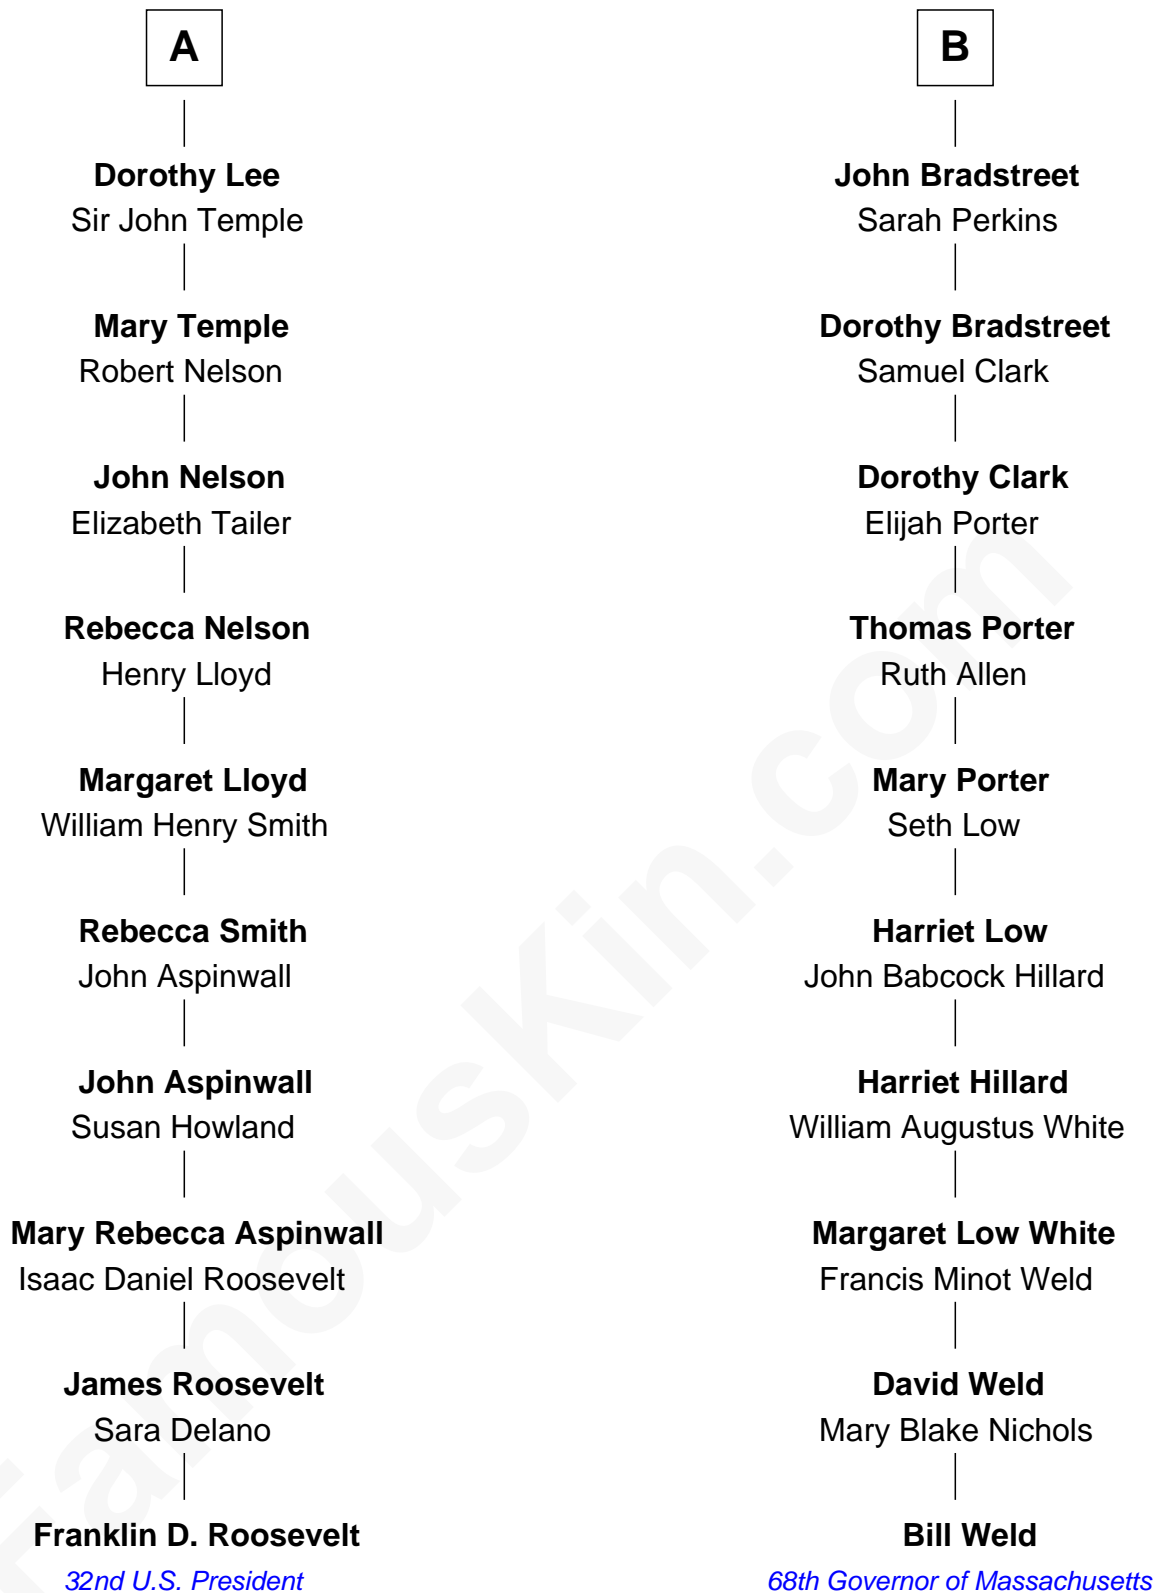 A
Dorothy Lee
Sir John Temple
Mary Temple
Robert Nelson
John Nelson
Elizabeth Tailer
Rebecca Nelson
Henry Lloyd
Margaret Lloyd
William Henry Smith
Rebecca Smith
John Aspinwall
John Aspinwall
Susan Howland
Mary Rebecca Aspinwall
Isaac Daniel Roosevelt
James Roosevelt
Sara Delano
Franklin D. Roosevelt
32nd U.S. President
B
John Bradstreet
Sarah Perkins
Dorothy Bradstreet
Samuel Clark
Dorothy Clark
Elijah Porter
Thomas Porter
Ruth Allen
Mary Porter
Seth Low
Harriet Low
John Babcock Hillard
Harriet Hillard
William Augustus White
Margaret Low White
Francis Minot Weld
David Weld
Mary Blake Nichols
Bill Weld
68th Governor of Massachusetts
FamousKin.com